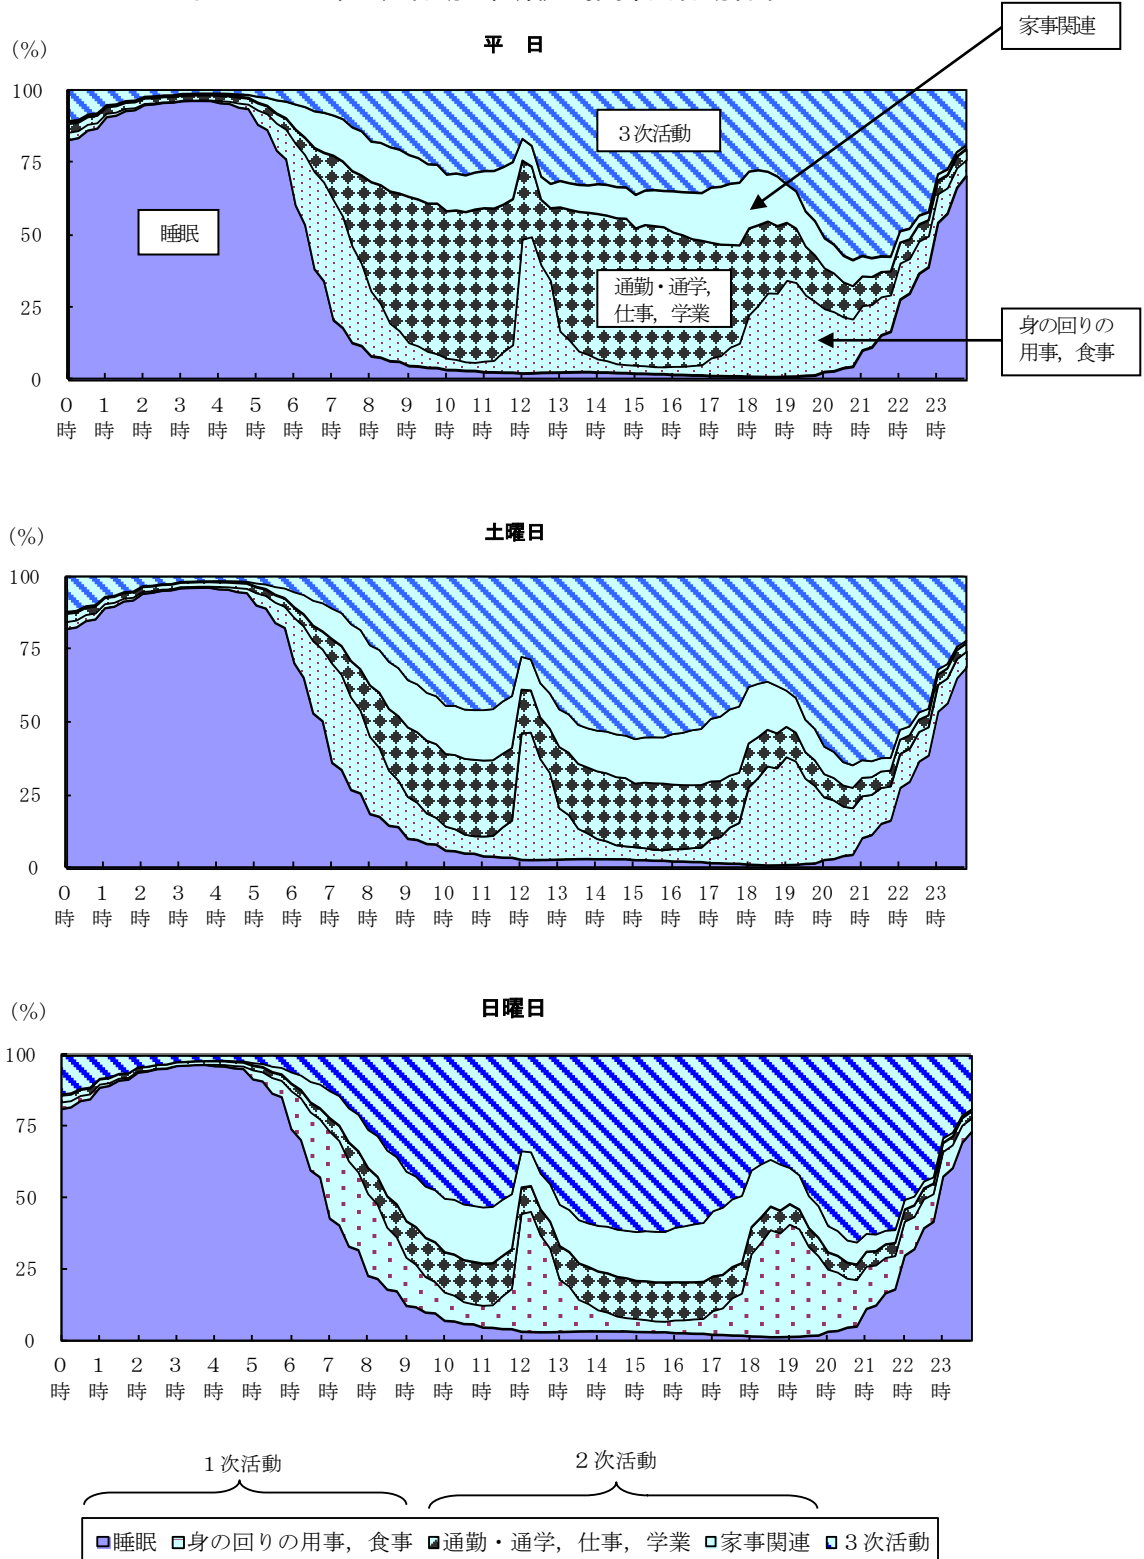 家事関連
平　日
(%)
100
3次活動
75
睡眠
50
通勤・通学,
仕事, 学業
25
身の回りの
用事, 食事
0
0 1 2 3 4 5 6 7 8 9 10 11 12 13 14 15 16 17 18 19 20 21 22 23
時 時 時 時 時 時 時 時 時 時 時 時 時 時 時 時 時 時 時 時 時 時 時 時
土曜日
(%)
100
75
50
25
0
0 1 2 3 4 5 6 7 8 9 10 11 12 13 14 15 16 17 18 19 20 21 22 23
時 時 時 時 時 時 時 時 時 時 時 時 時 時 時 時 時 時 時 時 時 時 時 時
日曜日
(%)
100
75
50
25
0
0 1 2 3 4 5 6 7 8 9 10 11 12 13 14 15 16 17 18 19 20 21 22 23
時 時 時 時 時 時 時 時 時 時 時 時 時 時 時 時 時 時 時 時 時 時 時 時
1次活動　2次活動
睡眠 身の回りの用事, 食事 通勤・通学, 仕事, 学業 家事関連 3次活動